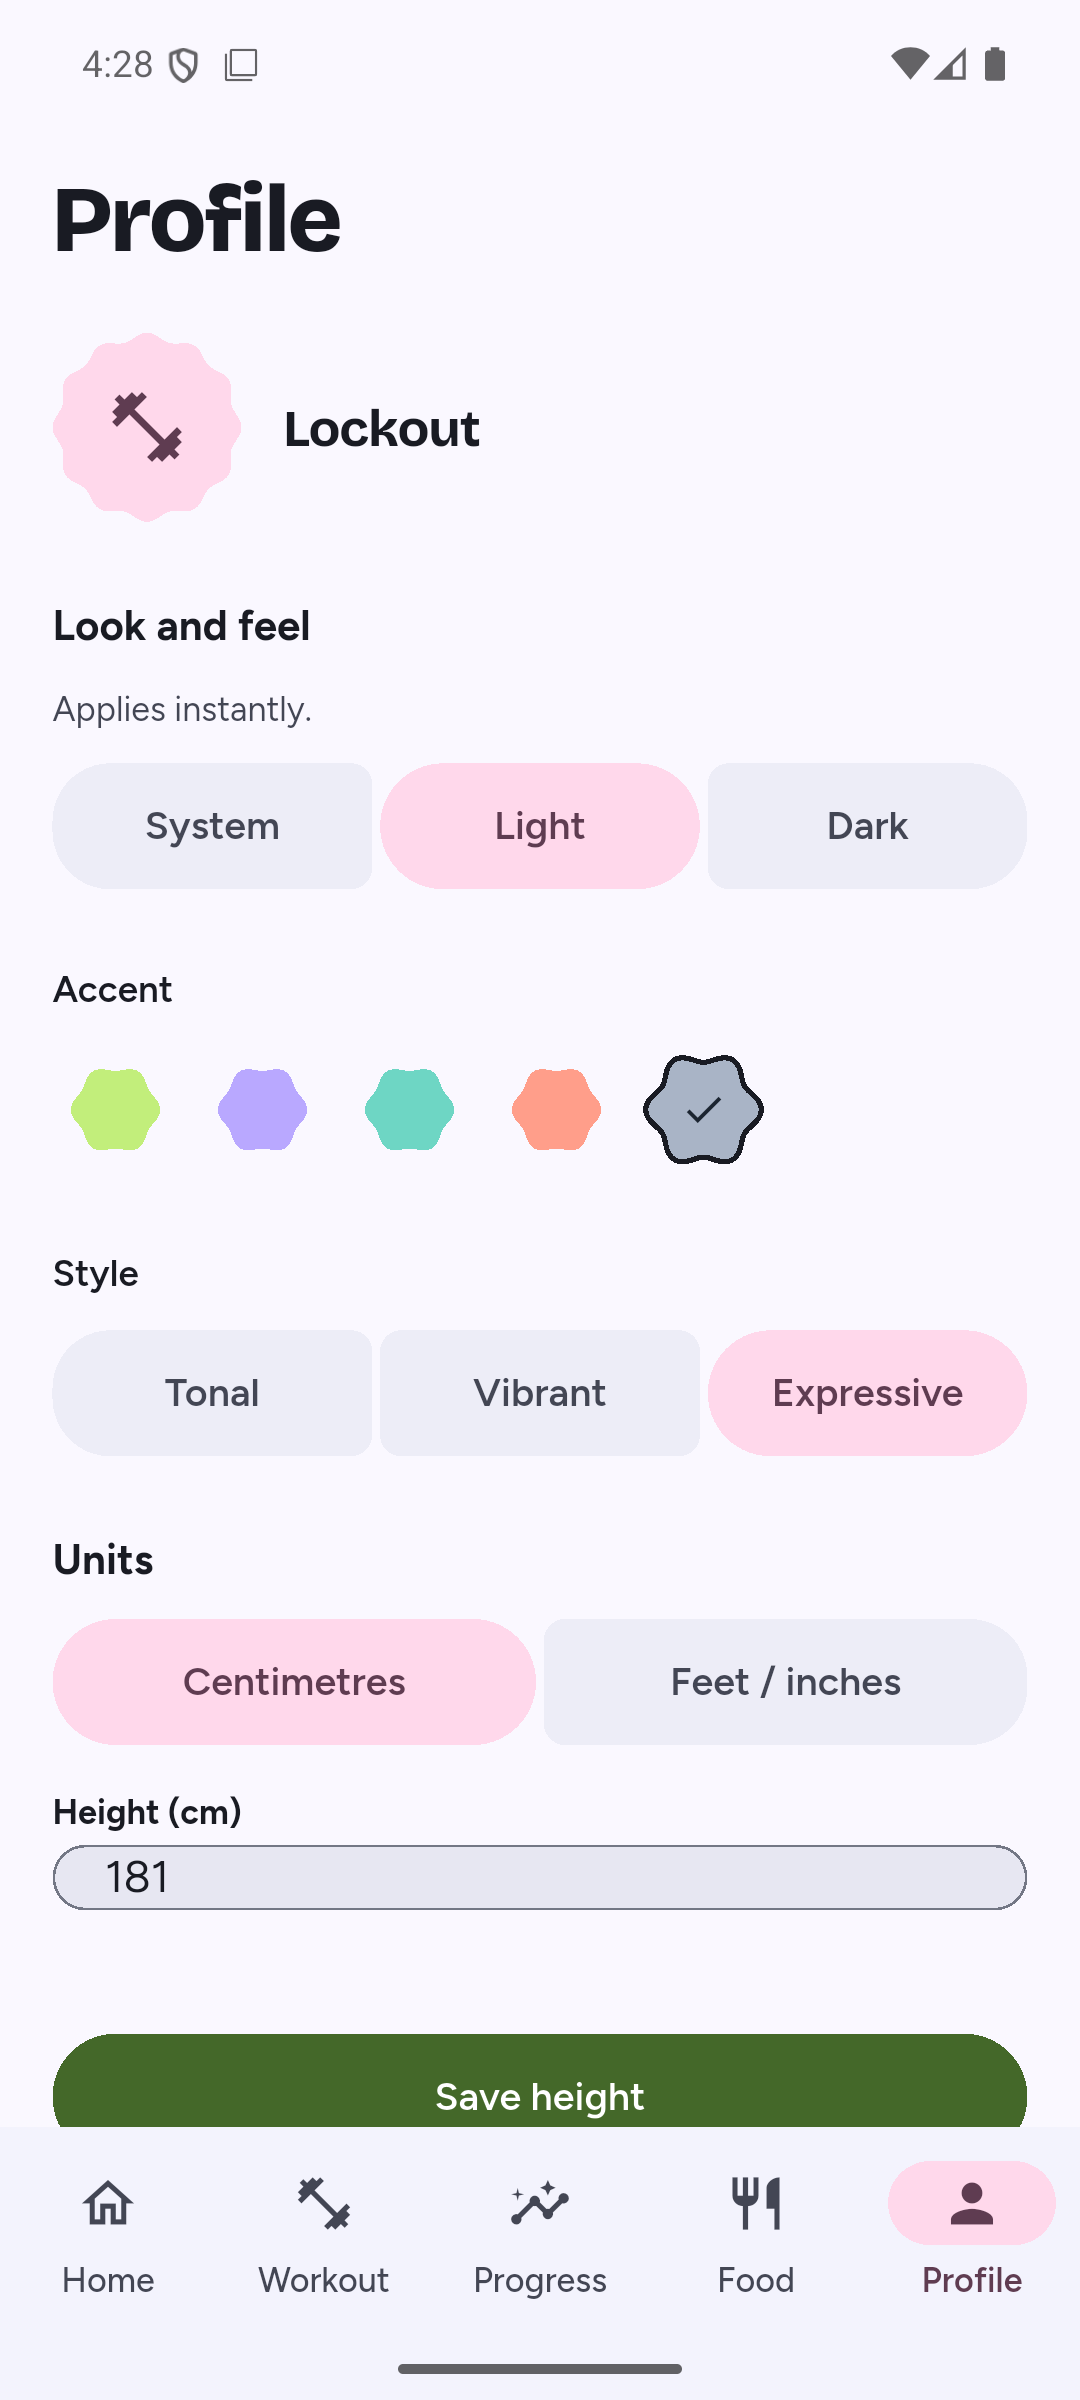 4:28
Profile
Lockout
Look and feel
Applies instantly.
System Light Dark
Accent
Style
Tonal Vibrant Expressive
Units
Centimetres Feet / inches
Height (cm)
181
Save height
Home Workout Progress Food Profile